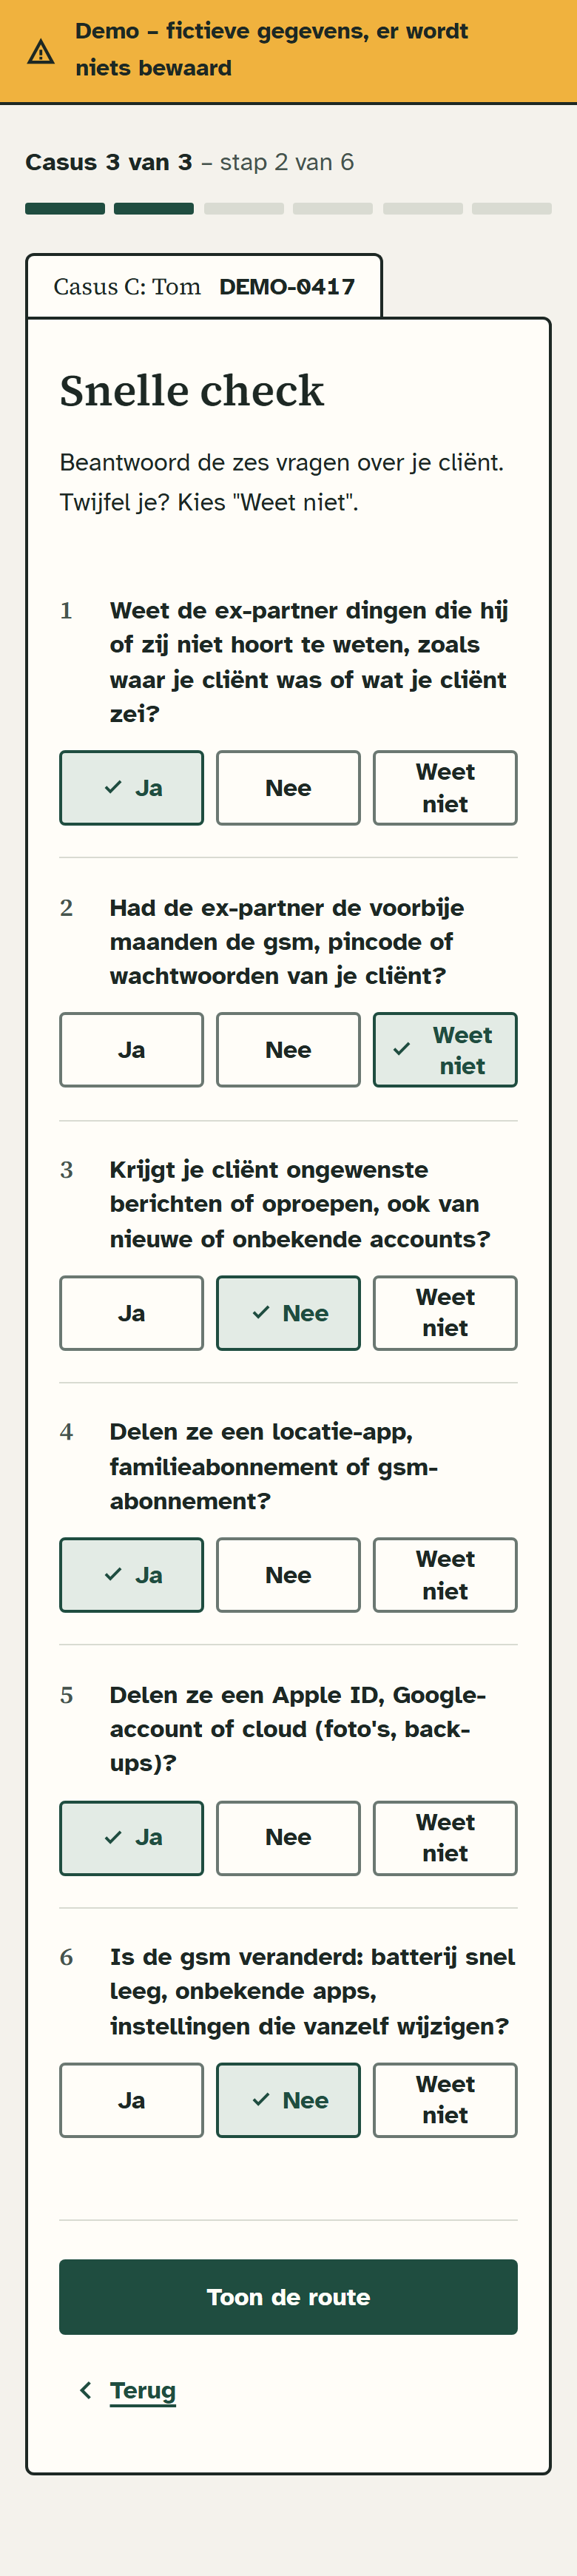 Demo – fictieve gegevens, er wordt
niets bewaard
Casus 3 van 3 – stap 2 van 6
Casus C: Tom DEMO-0417
Snelle check
Beantwoord de zes vragen over je cliënt.
Twijfel je? Kies "Weet niet".
1 Weet de ex-partner dingen die hij
of zij niet hoort te weten, zoals
waar je cliënt was of wat je cliënt
zei?
Ja Nee Weet
niet
2 Had de ex-partner de voorbije
maanden de gsm, pincode of
wachtwoorden van je cliënt?
Ja Nee Weet
niet
3 Krijgt je cliënt ongewenste
berichten of oproepen, ook van
nieuwe of onbekende accounts?
Ja Nee Weet
niet
4 Delen ze een locatie-app,
familieabonnement of gsm-
abonnement?
Ja Nee Weet
niet
5 Delen ze een Apple ID, Google-
account of cloud (foto's, back-
ups)?
Ja Nee Weet
niet
6 Is de gsm veranderd: batterij snel
leeg, onbekende apps,
instellingen die vanzelf wijzigen?
Ja Nee Weet
niet
Toon de route
Terug